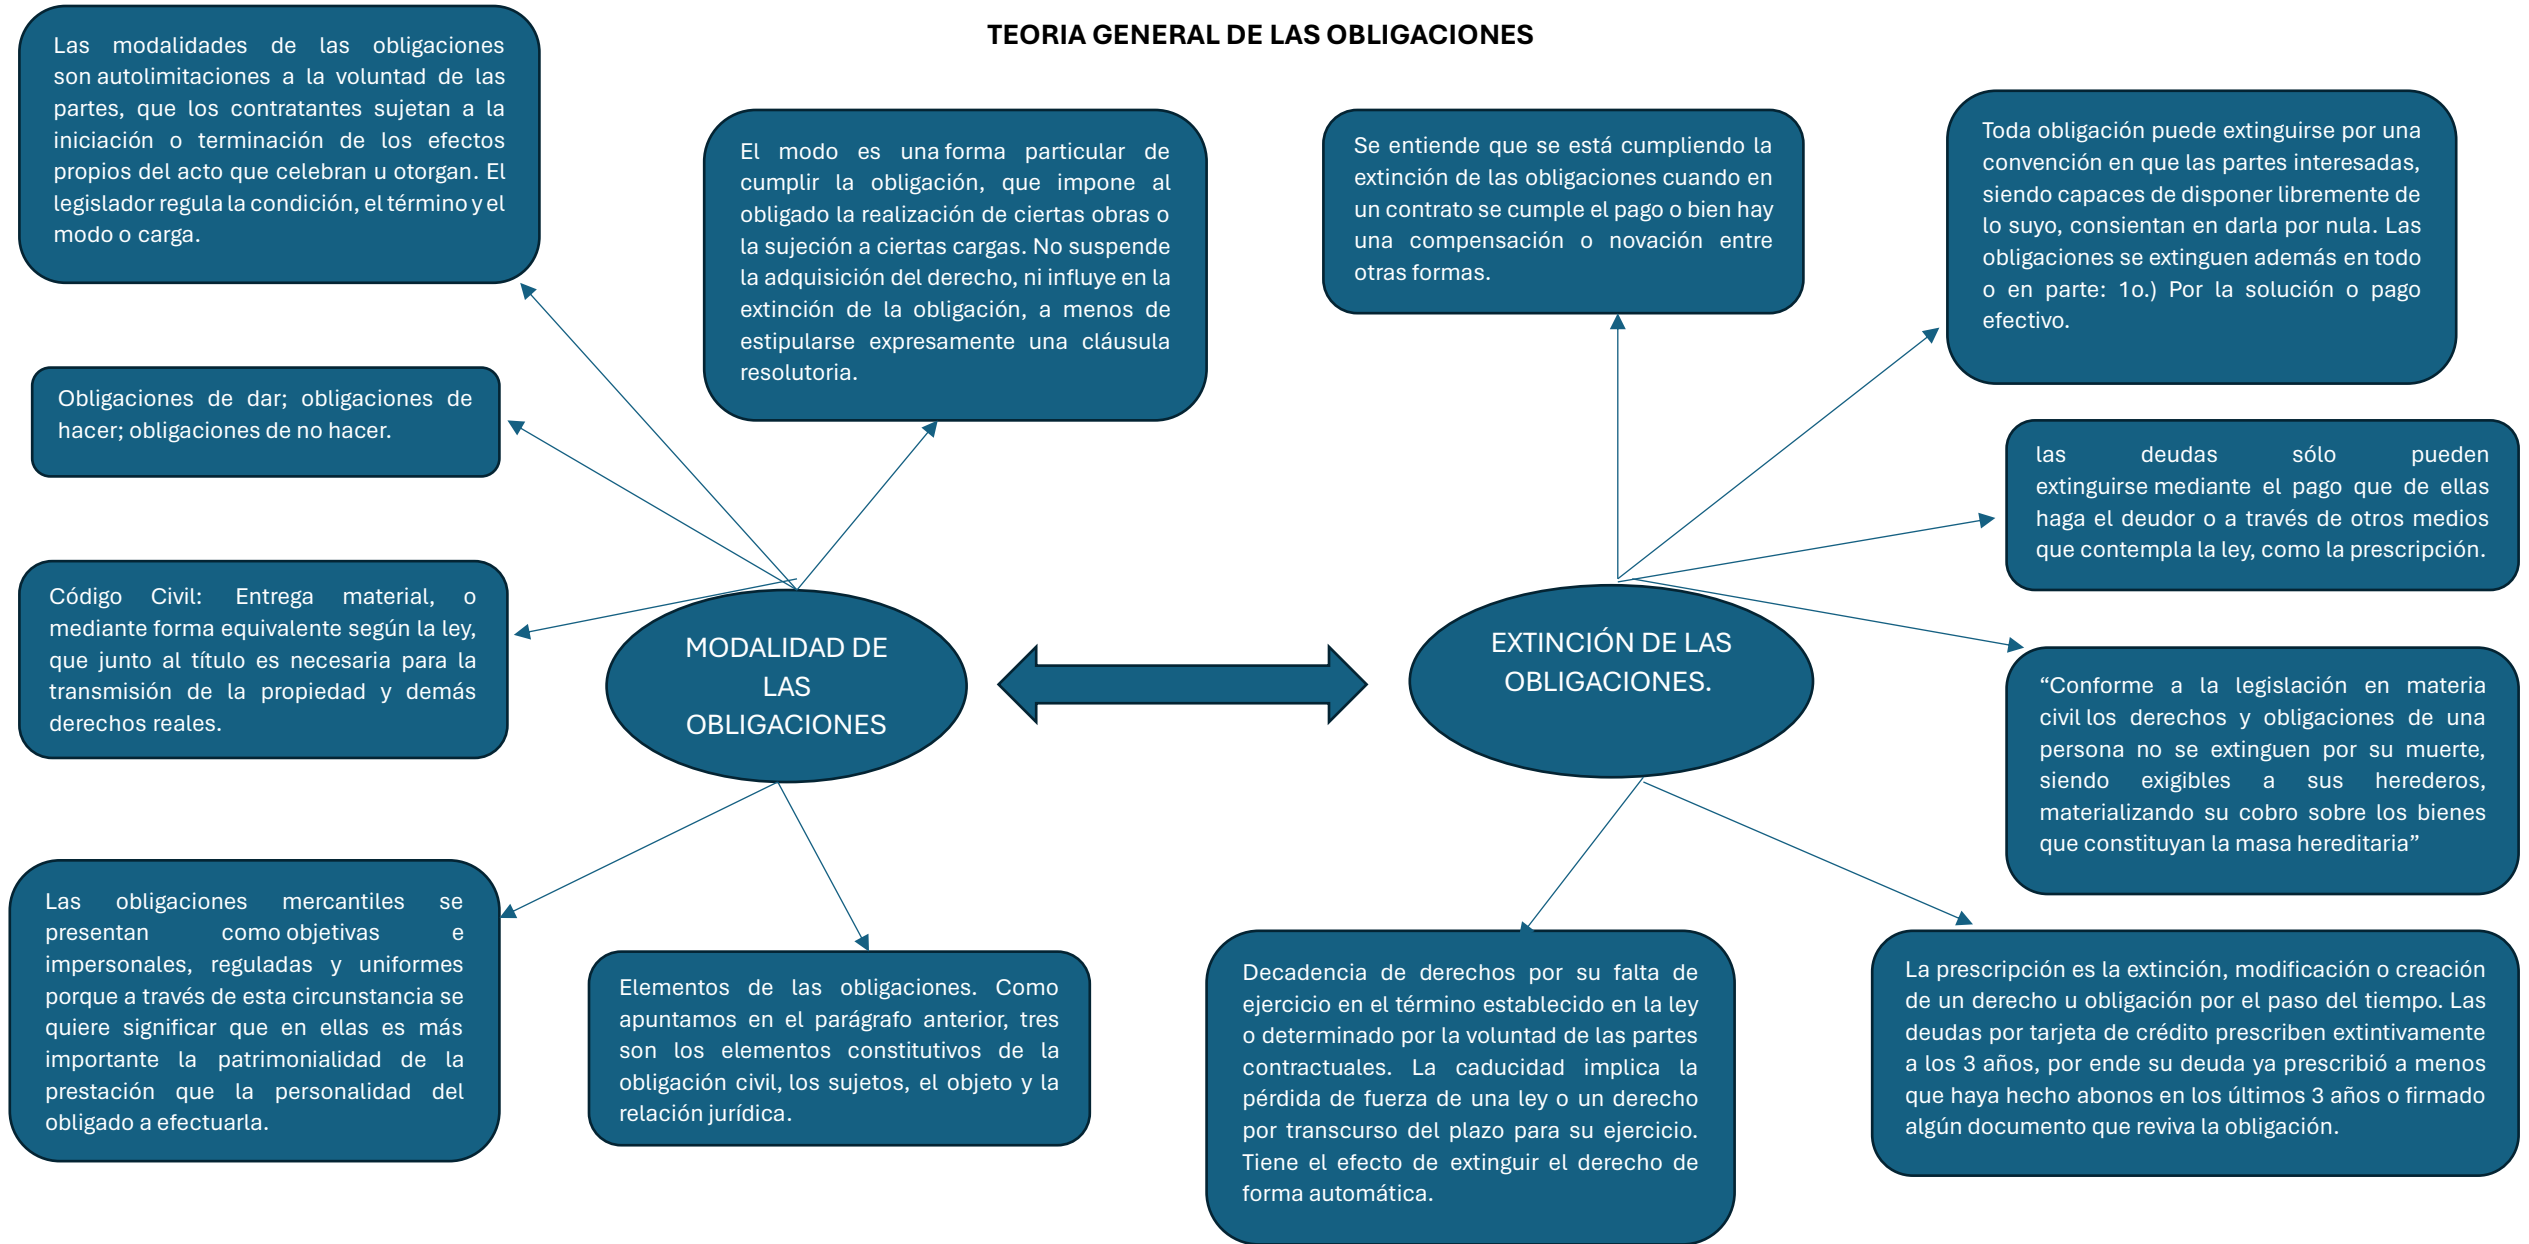 TEORIA GENERAL DE LAS OBLIGACIONES
Las modalidades de las obligaciones
son autolimitaciones a la voluntad de las
partes, que los contratantes sujetan a la
iniciación o terminación de los efectos
propios del acto que celebran u otorgan. El
legislador regula la condición, el término y el
modo o carga.
El modo es una forma particular de
cumplir la obligación, que impone al
obligado la realización de ciertas obras o
la sujeción a ciertas cargas. No suspende
la adquisición del derecho, ni influye en la
extinción de la obligación, a menos de
estipularse expresamente una cláusula
resolutoria.
Se entiende que se está cumpliendo la
extinción de las obligaciones cuando en
un contrato se cumple el pago o bien hay
una compensación o novación entre
otras formas.
Toda obligación puede extinguirse por una
convención en que las partes interesadas,
siendo capaces de disponer libremente de
lo suyo, consientan en darla por nula. Las
obligaciones se extinguen además en todo
o en parte: 1o.) Por la solución o pago
efectivo.
Obligaciones de dar; obligaciones de
hacer; obligaciones de no hacer.
las deudas sólo pueden
extinguirse mediante el pago que de ellas
haga el deudor o a través de otros medios
que contempla la ley, como la prescripción.
Código Civil: Entrega material, o
mediante forma equivalente según la ley,
que junto al título es necesaria para la
transmisión de la propiedad y demás
derechos reales.
MODALIDAD DE
LAS
OBLIGACIONES
EXTINCIÓN DE LAS
OBLIGACIONES.
“Conforme a la legislación en materia
civil los derechos y obligaciones de una
persona no se extinguen por su muerte,
siendo exigibles a sus herederos,
materializando su cobro sobre los bienes
que constituyan la masa hereditaria”
Las obligaciones mercantiles se
presentan como objetivas e
impersonales, reguladas y uniformes
porque a través de esta circunstancia se
quiere significar que en ellas es más
importante la patrimonialidad de la
prestación que la personalidad del
obligado a efectuarla.
Elementos de las obligaciones. Como
apuntamos en el parágrafo anterior, tres
son los elementos constitutivos de la
obligación civil, los sujetos, el objeto y la
relación jurídica.
Decadencia de derechos por su falta de
ejercicio en el término establecido en la ley
o determinado por la voluntad de las partes
contractuales. La caducidad implica la
pérdida de fuerza de una ley o un derecho
por transcurso del plazo para su ejercicio.
Tiene el efecto de extinguir el derecho de
forma automática.
La prescripción es la extinción, modificación o creación
de un derecho u obligación por el paso del tiempo. Las
deudas por tarjeta de crédito prescriben extintivamente
a los 3 años, por ende su deuda ya prescribió a menos
que haya hecho abonos en los últimos 3 años o firmado
algún documento que reviva la obligación.